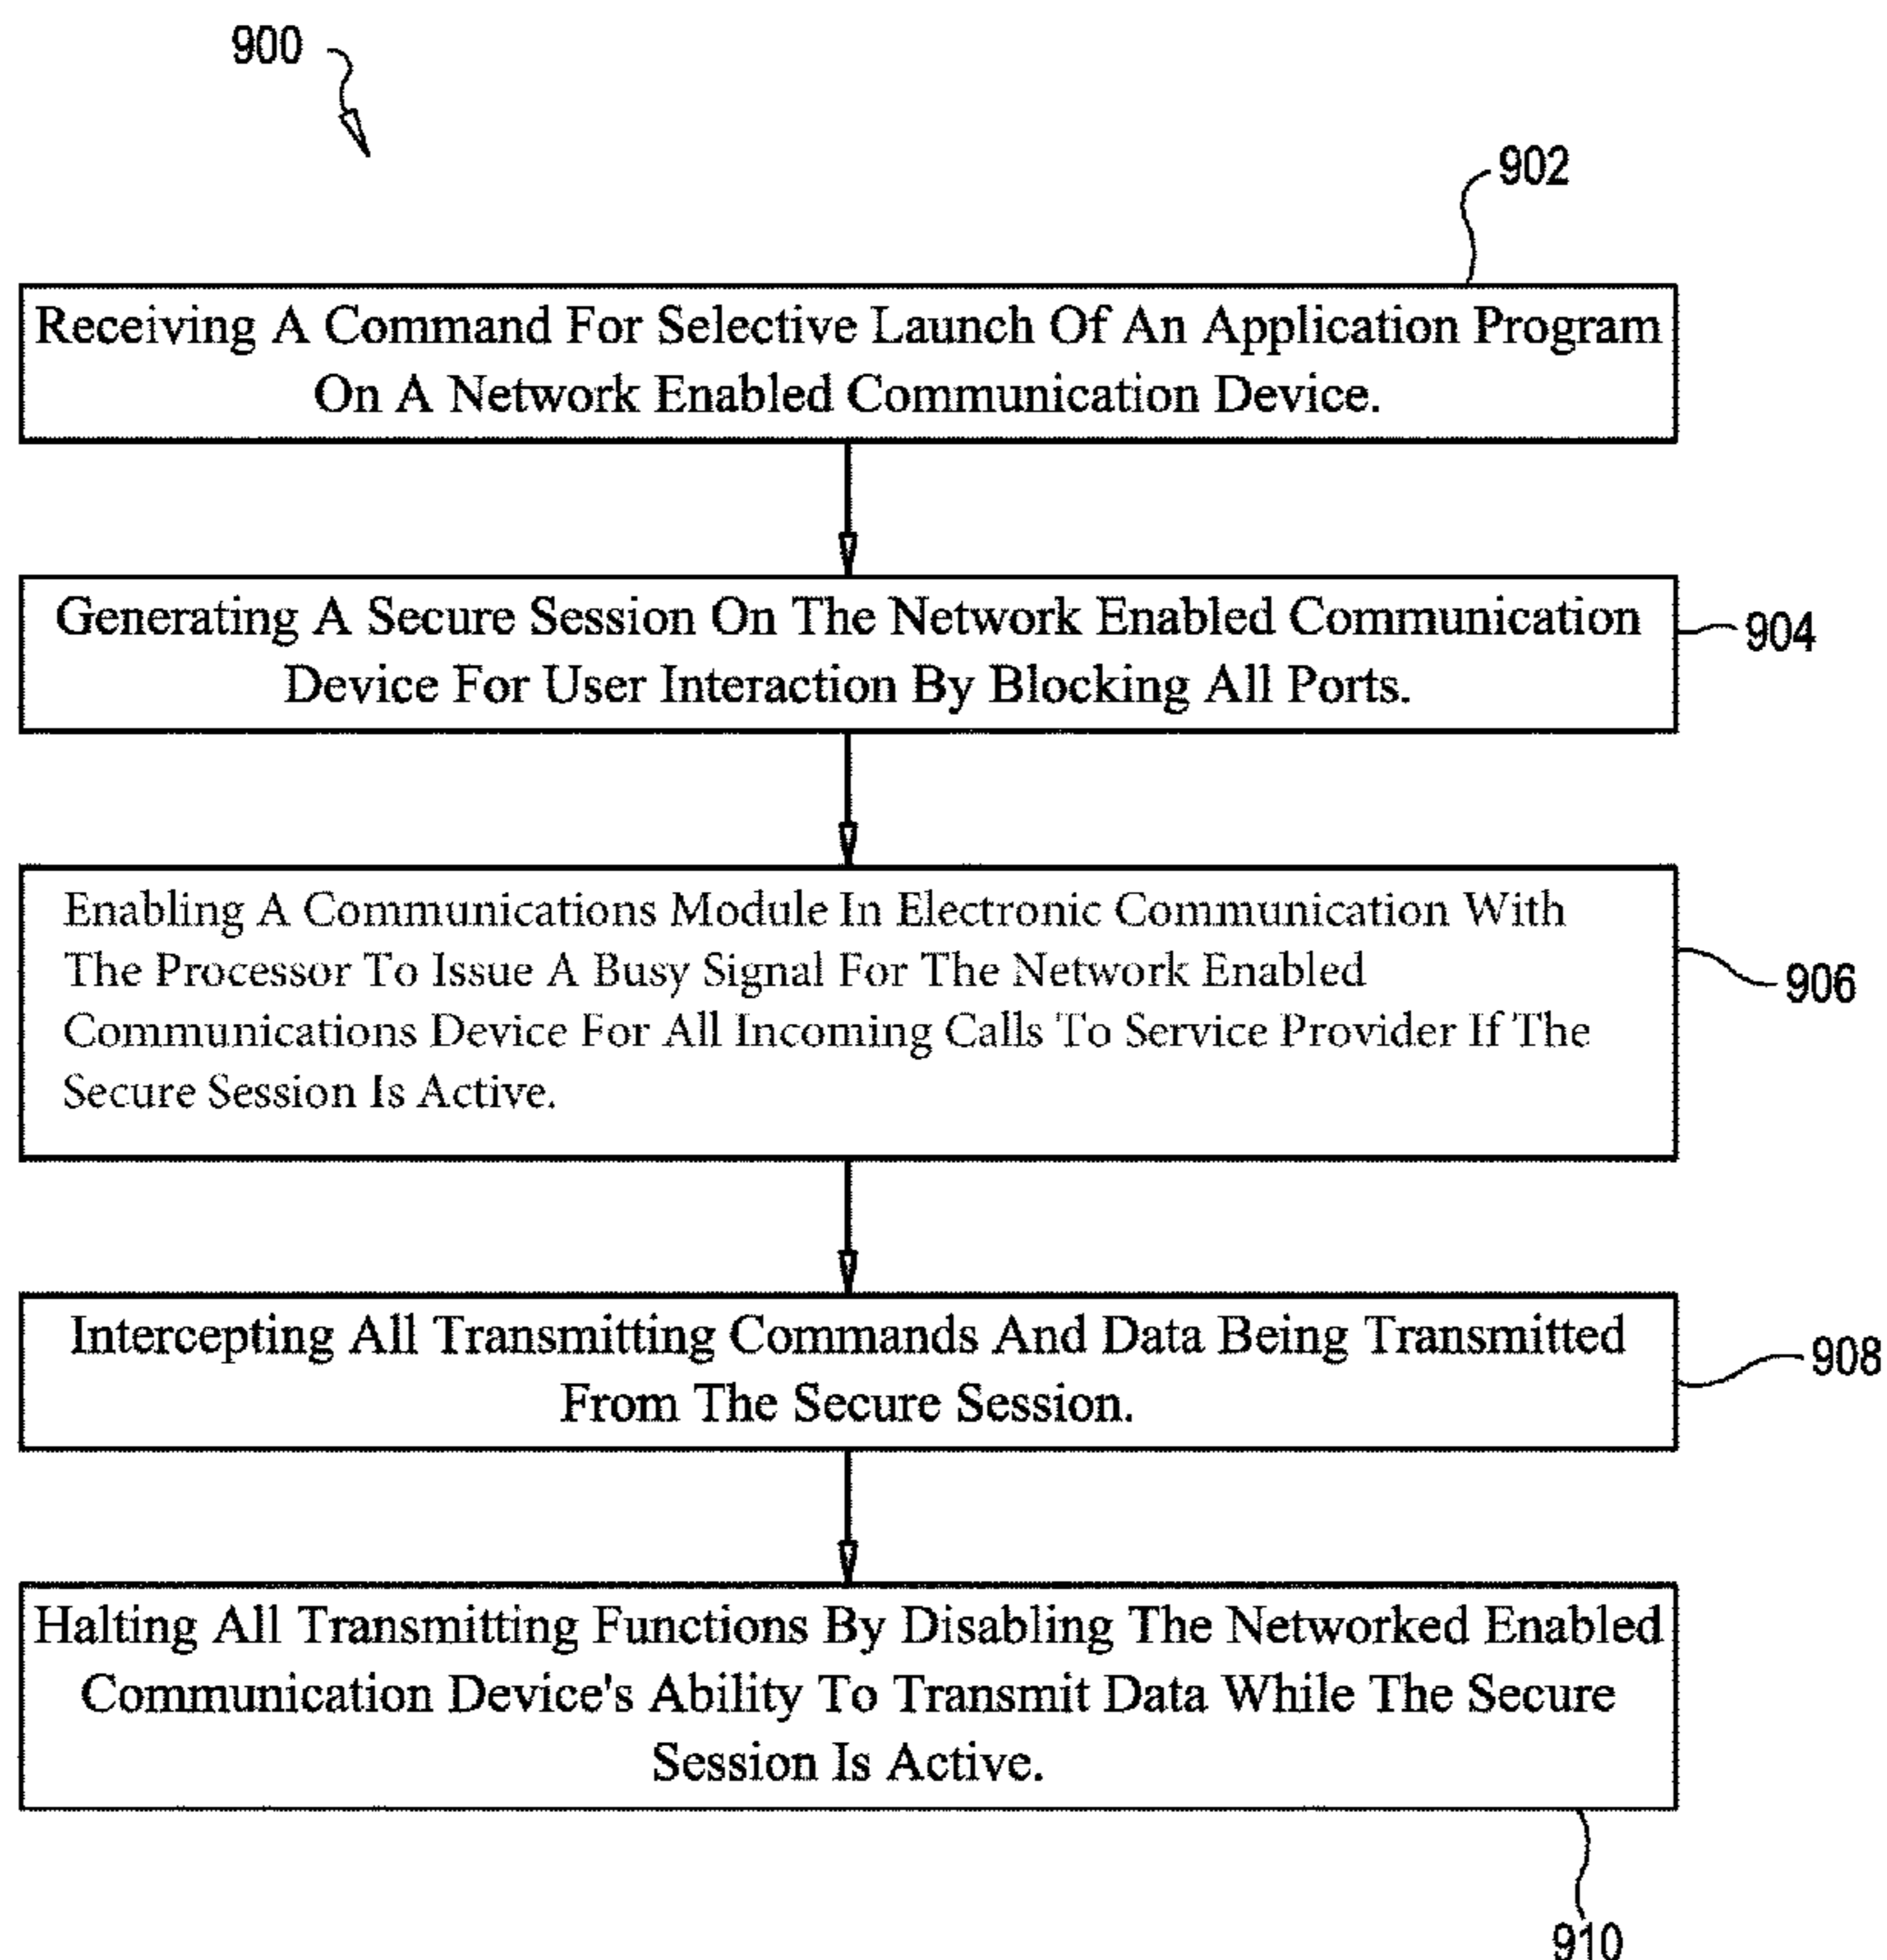 900
902
Receiving A Command For Selective Launch Of An Application Program
On A Network Enabled Communication Device.
Generating A Secure Session On The Network Enabled Communication
Device For User Interaction By Blocking All Ports.
904
Enabling A Communications Module In Electronic Communication With
The Processor To Issue A Busy Signal For The Network Enabled
Communications Device For All Incoming Calls To Service Provider If The
Secure Session Is Active.
906
Intercepting All Transmitting Commands And Data Being Transmitted
From The Secure Session.
908
Halting All Transmitting Functions By Disabling The Networked Enabled
Communication Device's Ability To Transmit Data While The Secure
Session Is Active.
910